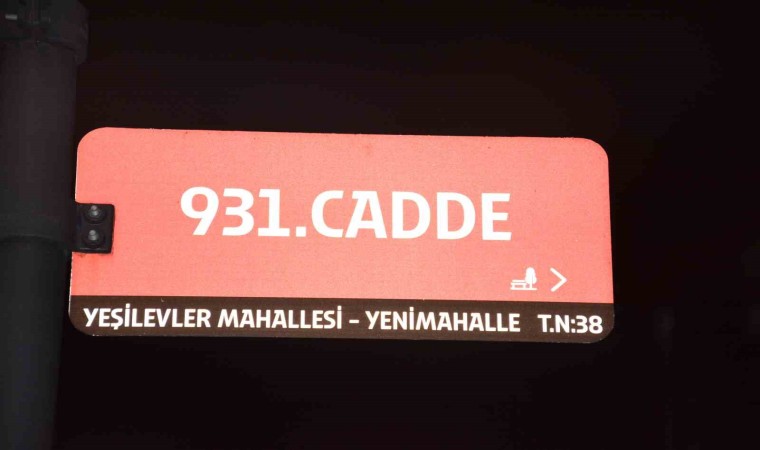 931.CADDE
YEŞİLEVLER MAHALLESİ - YENİMAHALLE T.N:38